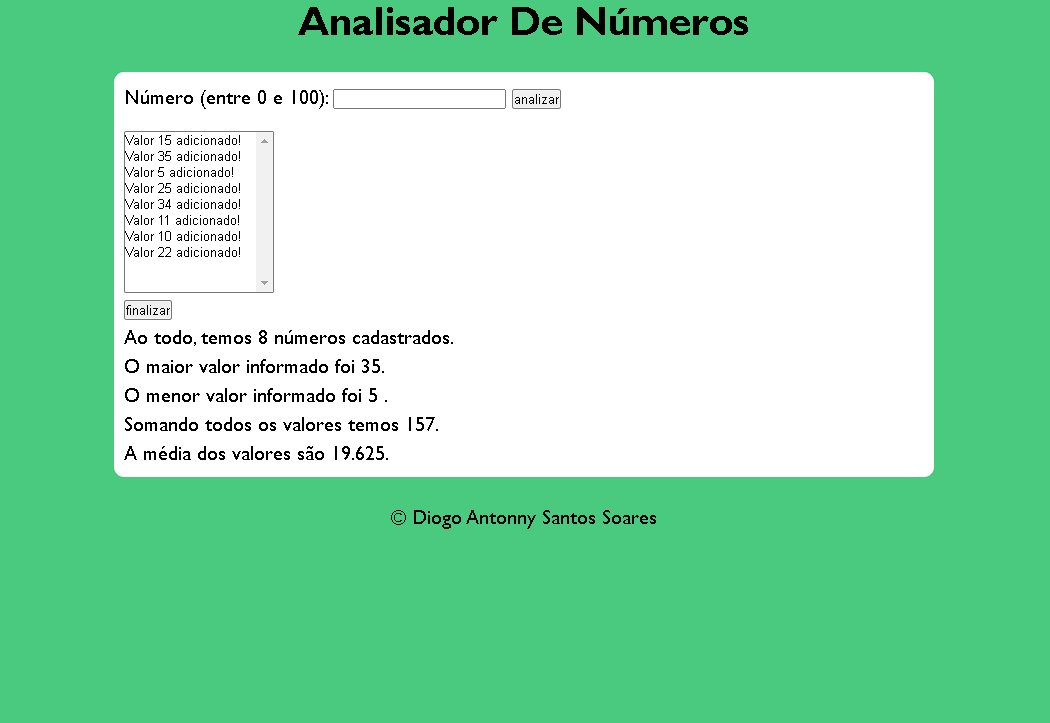 Analisador De Números
Número (entre 0 e 100): analizar
Valor 15 adicionado!
Valor 35 adicionado!
Valor 5 adicionado!
Valor 25 adicionado!
Valor 34 adicionado!
Valor 11 adicionado!
Valor 10 adicionado!
Valor 22 adicionado!
finalizar
Ao todo, temos 8 números cadastrados.
O maior valor informado foi 35.
O menor valor informado foi 5 .
Somando todos os valores temos 157.
A média dos valores são 19.625.
© Diogo Antonny Santos Soares